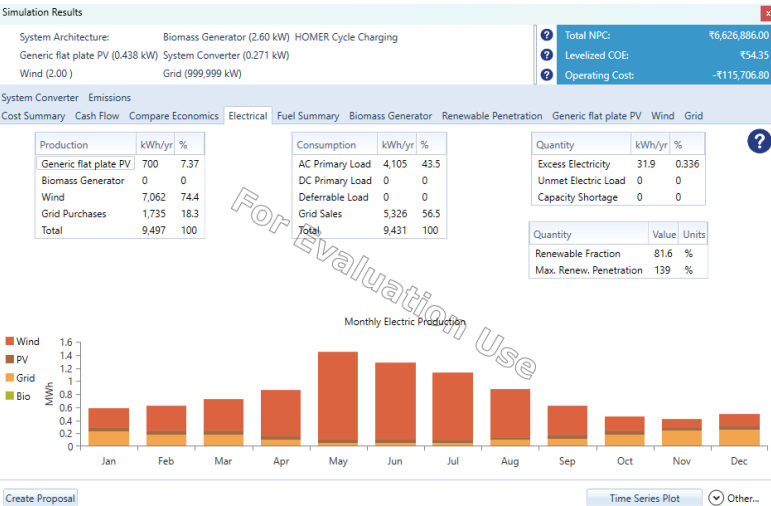 Simulation Results
x
System Architecture: Biomass Generator (2.60 kW) HOMER Cycle Charging
Generic flat plate PV (0.438 kW) System Converter (0.271 kW)
Wind (2.00 ) Grid (999,999 kW)
? Total NPC: ₹6,626,886.00
? Levelized COE: ₹54.35
? Operating Cost: -₹115,706.80
System Converter Emissions
Cost Summary Cash Flow Compare Economics Electrical Fuel Summary Biomass Generator Renewable Penetration Generic flat plate PV Wind Grid
Production kWh/yr %
Generic flat plate PV 700 7.37
Biomass Generator 0 0
Wind 7,062 74.4
Grid Purchases 1,735 18.3
Total 9,497 100
Consumption kWh/yr %
AC Primary Load 4,105 43.5
DC Primary Load 0 0
Deferrable Load 0 0
Grid Sales 5,326 56.5
Total 9,431 100
Quantity kWh/yr %
Excess Electricity 31.9 0.336
Unmet Electric Load 0 0
Capacity Shortage 0 0
?
Quantity Value Units
Renewable Fraction 81.6 %
Max. Renew. Penetration 139 %
For Evaluation Use
Monthly Electric Production
Wind
PV
Grid
Bio
MWh
1.6
1.4
1.2
1
0.8
0.6
0.4
0.2
0
Jan Feb Mar Apr May Jun Jul Aug Sep Oct Nov Dec
Create Proposal
Time Series Plot
Other...